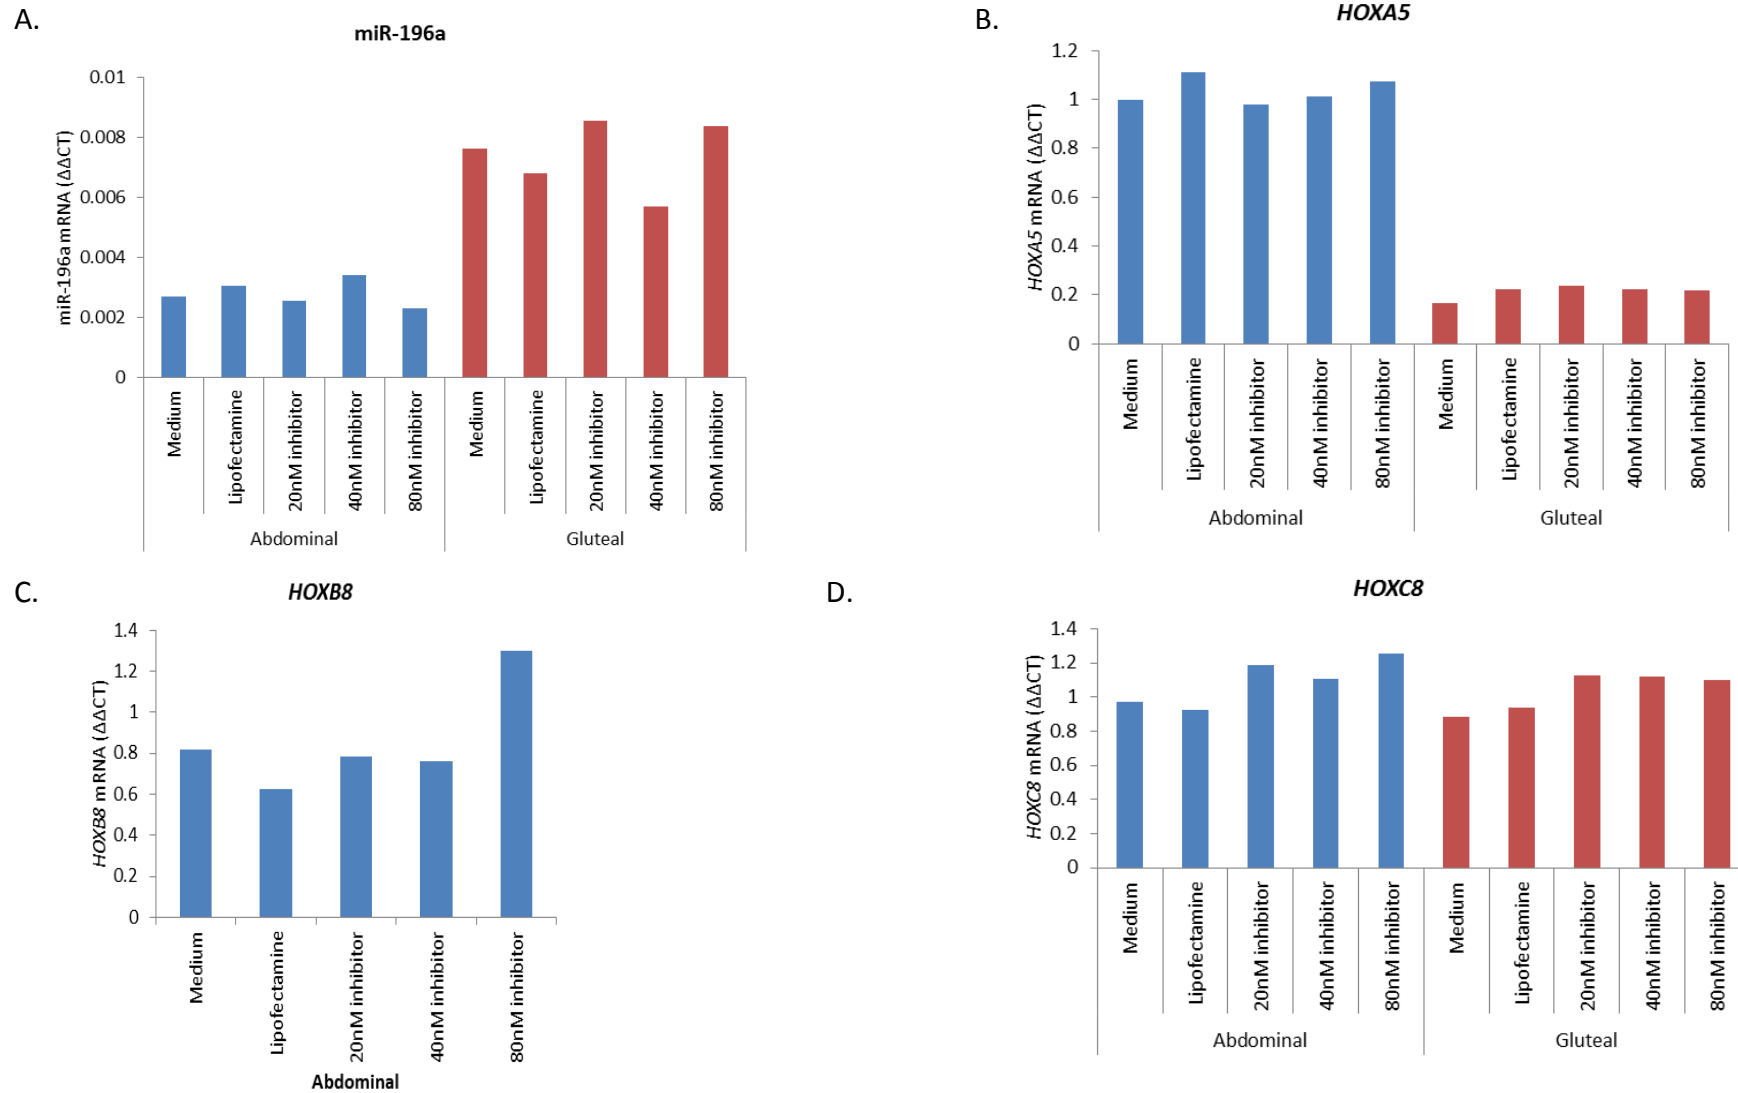 A.
miR-196a
miR-196a mRNA (ΔΔCT)
0.01
0.008
0.006
0.004
0.002
0
Medium
Lipofectamine
20nM inhibitor
40nM inhibitor
80nM inhibitor
Medium
Lipofectamine
20nM inhibitor
40nM inhibitor
80nM inhibitor
Abdominal
Gluteal
B.
HOXA5
HOXA5 mRNA (ΔΔCT)
1.2
1
0.8
0.6
0.4
0.2
0
Medium
Lipofectamine
20nM inhibitor
40nM inhibitor
80nM inhibitor
Medium
Lipofectamine
20nM inhibitor
40nM inhibitor
80nM inhibitor
Abdominal
Gluteal
C.
HOXB8
HOXB8 mRNA (ΔΔCT)
1.4
1.2
1
0.8
0.6
0.4
0.2
0
Medium
Lipofectamine
20nM inhibitor
40nM inhibitor
80nM inhibitor
Abdominal
D.
HOXC8
HOXC8 mRNA (ΔΔCT)
1.4
1.2
1
0.8
0.6
0.4
0.2
0
Medium
Lipofectamine
20nM inhibitor
40nM inhibitor
80nM inhibitor
Medium
Lipofectamine
20nM inhibitor
40nM inhibitor
80nM inhibitor
Abdominal
Gluteal